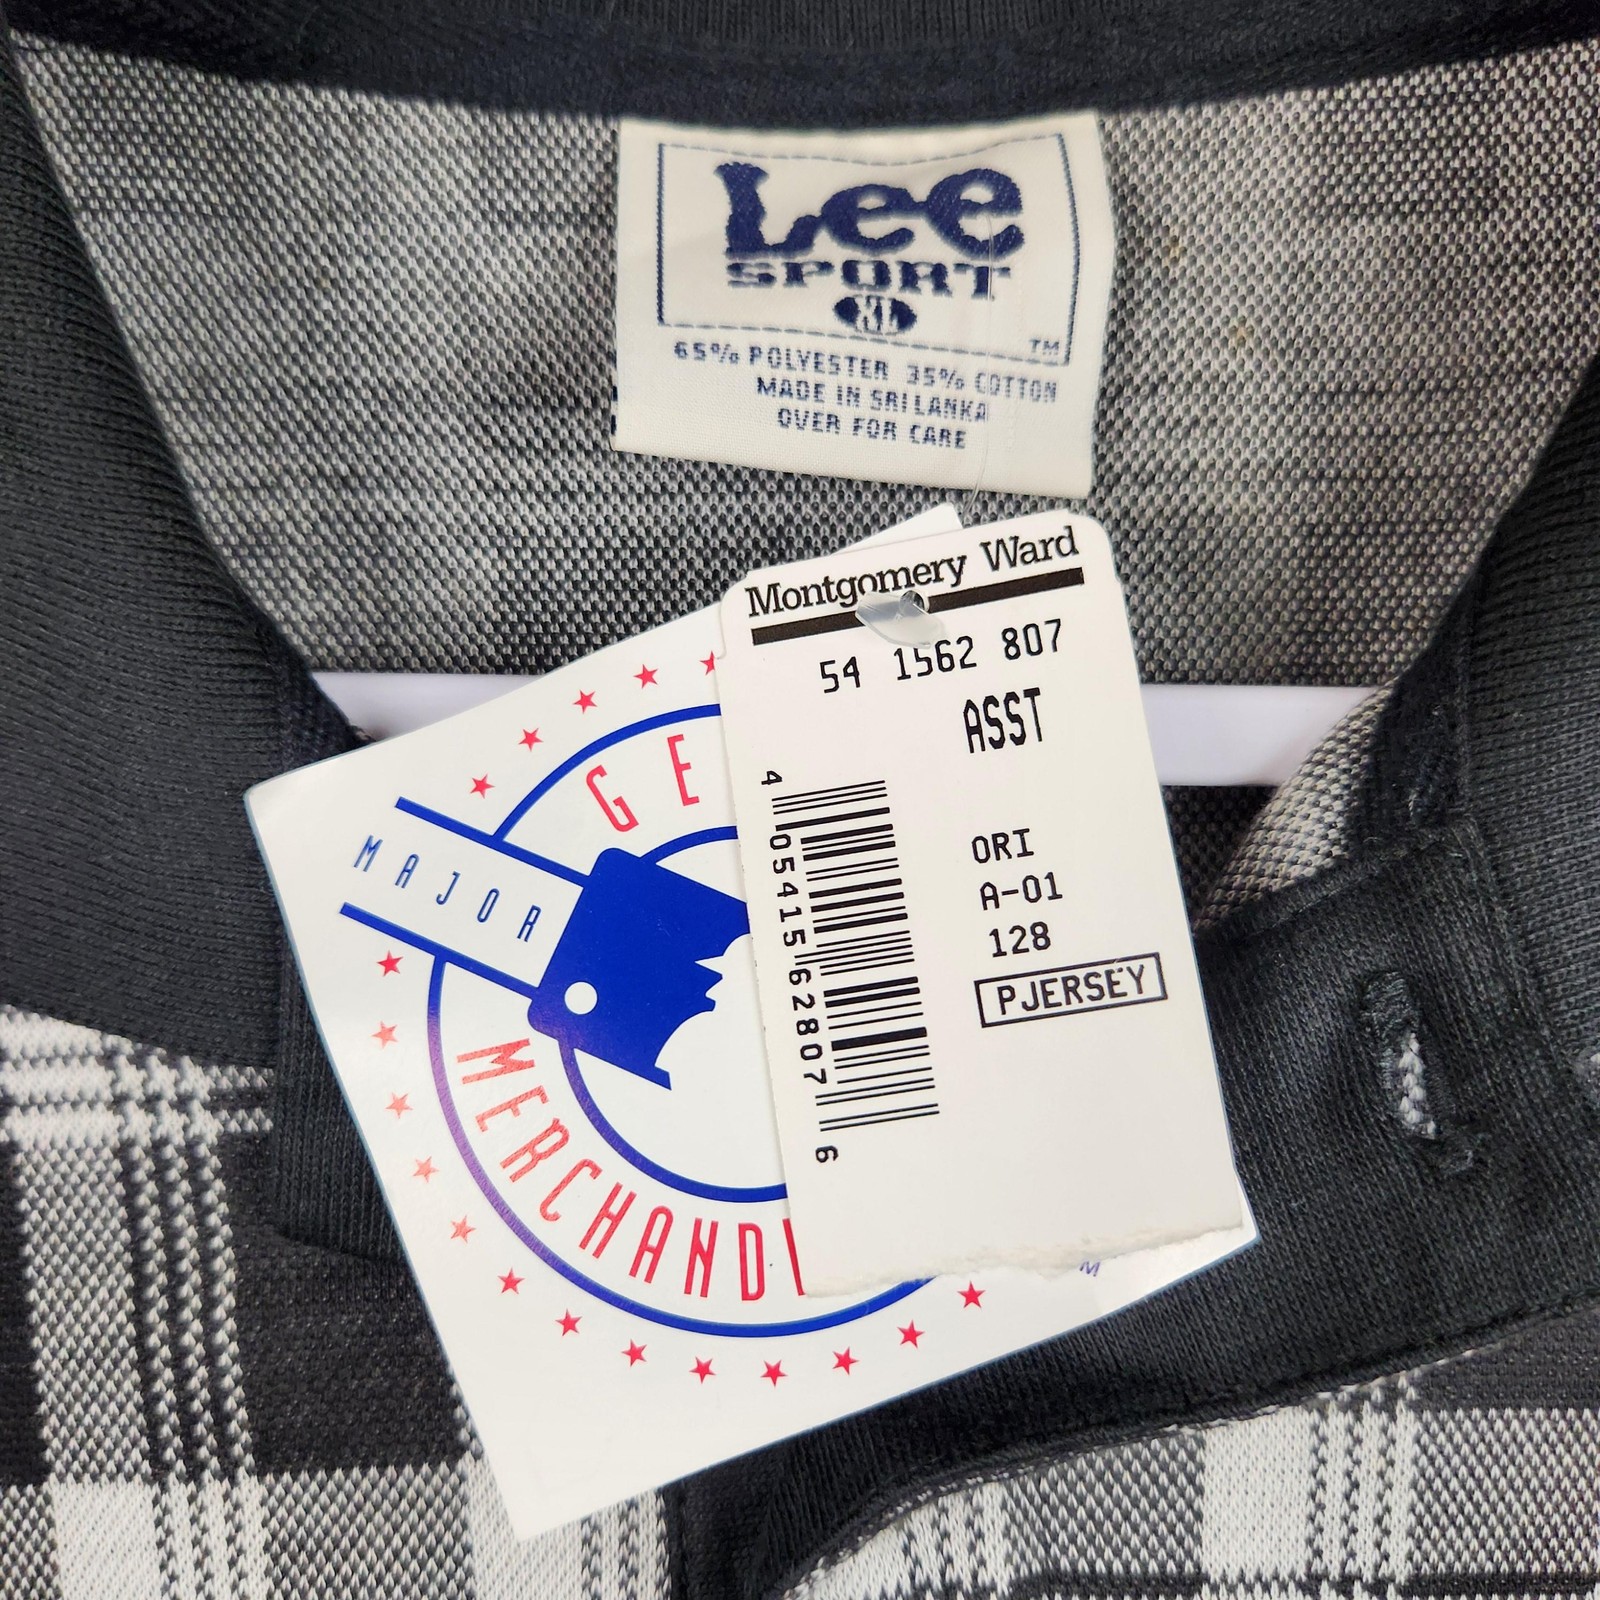 Lee
SPORT
XL
TM
65% POLYESTER 35% COTTON
MADE IN SRI LANKA
OVER FOR CARE
Montgomery Ward
54 1562 807
ASST
4 05415 62807 6
ORI
A-01
128
PJERSEY
GE
MAJOR
MERCHANDI
M